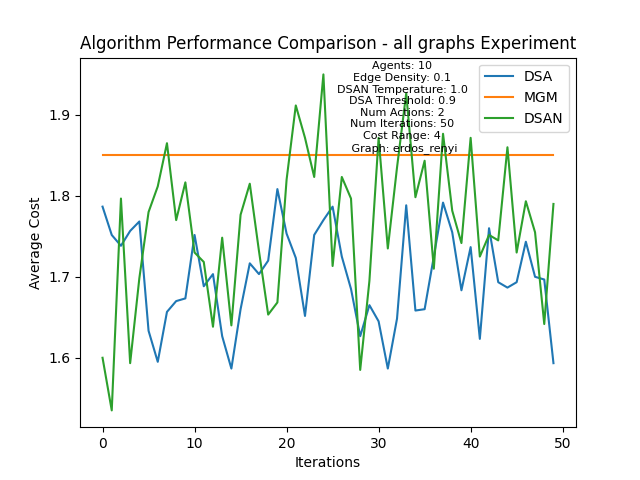 Algorithm Performance Comparison - all graphs Experiment
Agents: 10
Edge Density: 0.1
DSAN Temperature: 1.0
DSA Threshold: 0.9
Num Actions: 2
Num Iterations: 50
Cost Range: 4
Graph: erdos_renyi
DSA
MGM
DSAN
Average Cost
1.9
1.8
1.7
1.6
0
10
20
30
40
50
Iterations